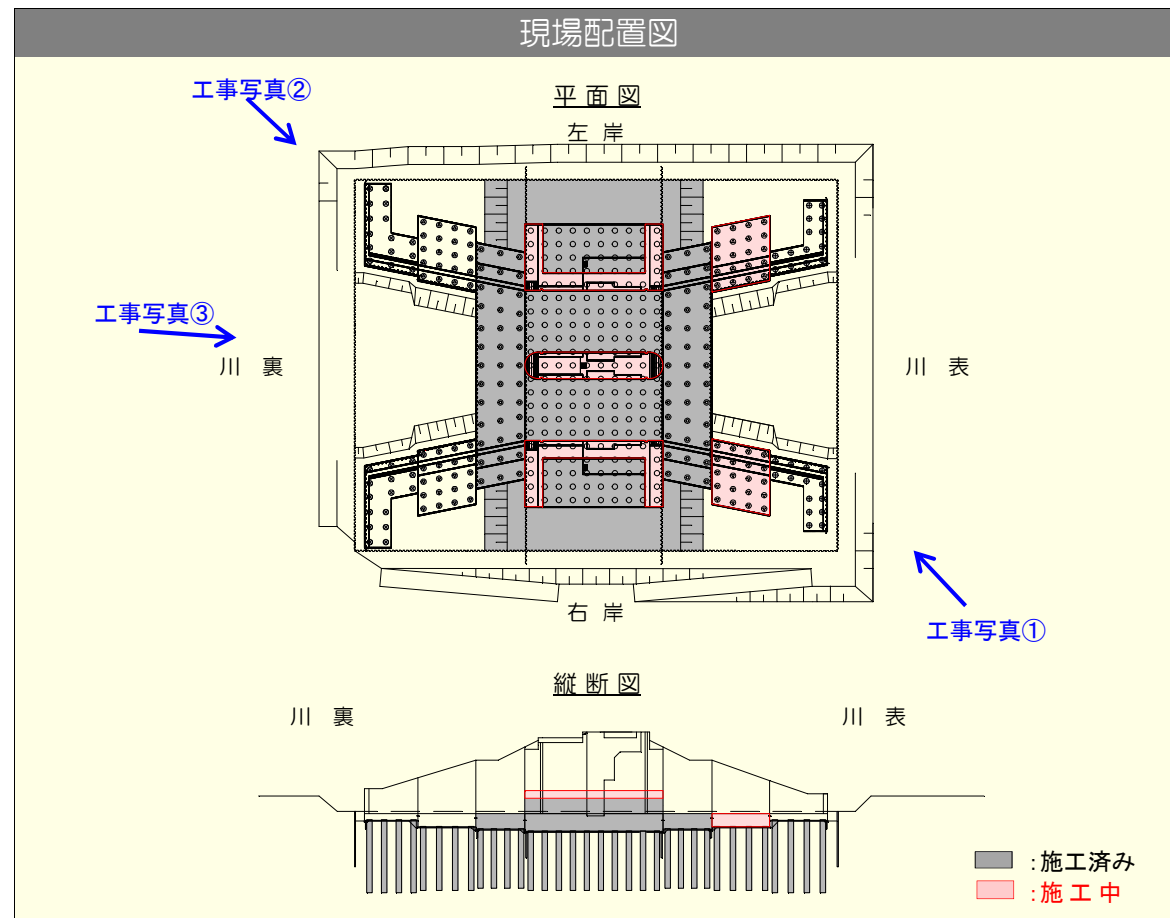 現場配置図
工事写真②
平 面 図
左 岸
工事写真③
川 裏
川 表
工事写真①
右 岸
縦 断 図
川 裏
川 表
:施工済み
:施 工 中